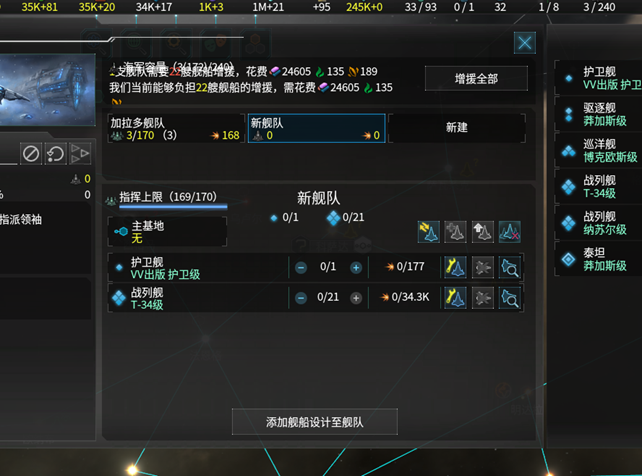 35K+81 35K+20 34K+17 1K+3 1M+21 +95 245K+0 33 / 93 0 / 1 32 1 / 8 3 / 240
海军容量（3(172)/240)
支舰队需要22艘舰船增援，花费 24605 135 189
我们当前能够负担22艘舰船的增援，需花费 24605 135
增援全部
加拉多舰队
3/170 （3） 168
新舰队
0 0
新建
指挥上限（169/170）
新舰队
0/1 0/21
主基地
无
护卫舰
VV出版 护卫级
0/1
0/177
战列舰
T-34级
0/21
0/34.3K
添加舰船设计至舰队
0
% 0
指派领袖
护卫舰
VV出版 护卫
驱逐舰
莽加斯级
巡洋舰
博克欧斯级
战列舰
T-34级
战列舰
纳苏尔级
泰坦
莽加斯级